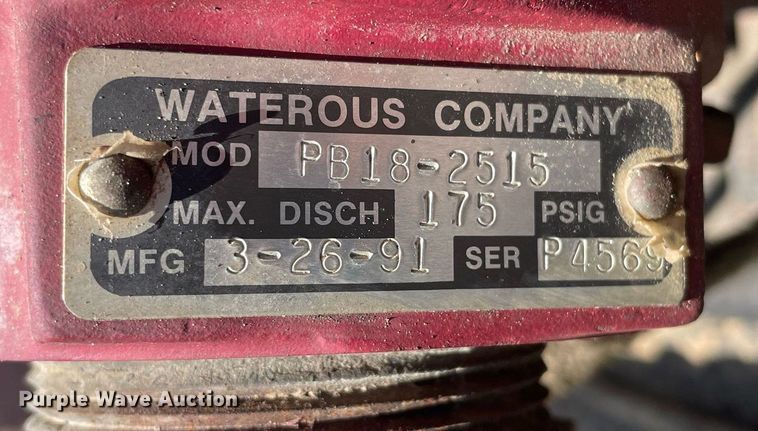 WATEROUS COMPANY
MOD PB18-2515
MAX. DISCH 175 PSIG
MFG 3-26-91 SER P4569
Purple Wave Auction